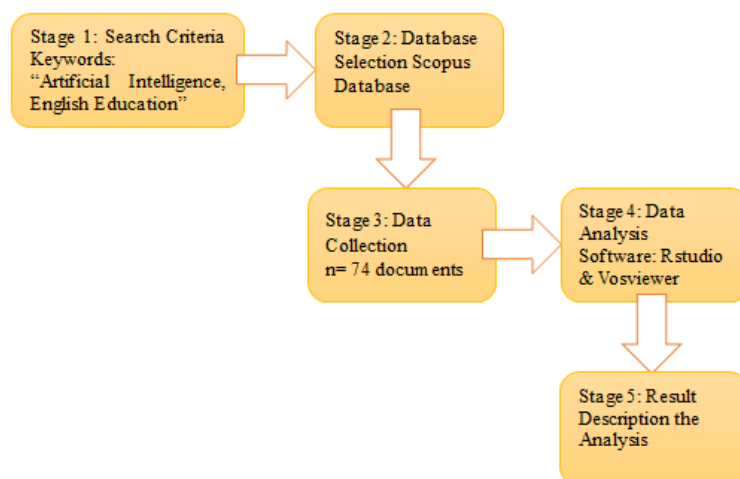 Stage 1: Search Criteria
Keywords:
“Artificial Intelligence,
English Education”
Stage 2: Database
Selection Scopus
Database
Stage 3: Data
Collection
n= 74 documents
Stage 4: Data
Analysis
Software: Rstudio
& Vosviewer
Stage 5: Result
Description the
Analysis